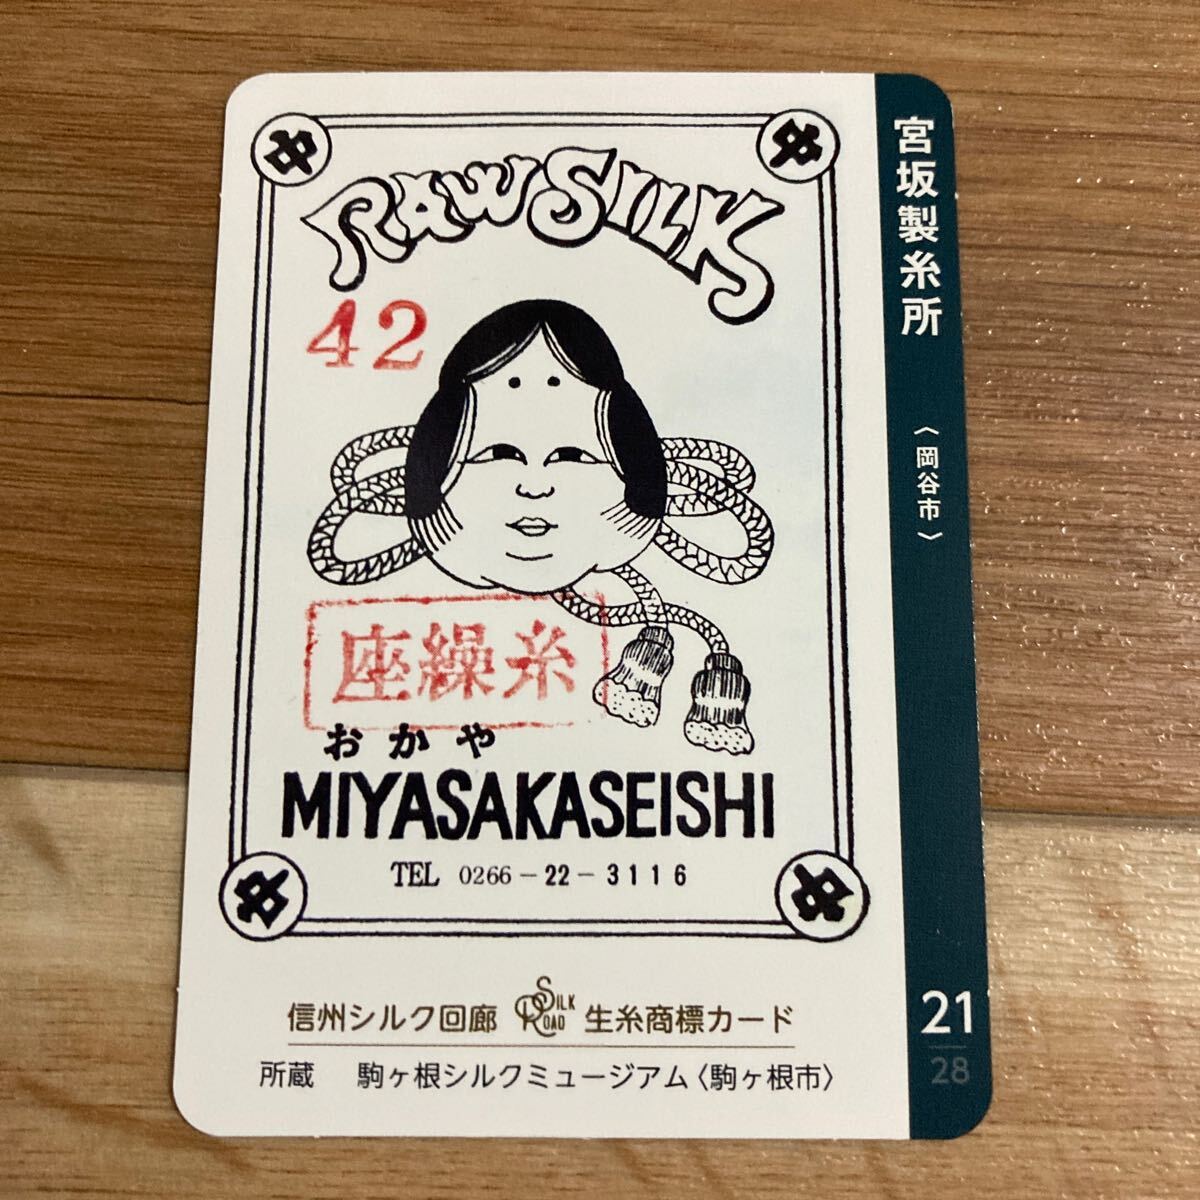 RAW SILK
42
座繰糸
おかや
MIYASAKASEISHI
TEL 0266-22-3116
信州シルク回廊 SILK ROAD 生糸商標カード
所蔵 駒ヶ根シルクミュージアム〈駒ヶ根市〉
宮坂製糸所
〈岡谷市〉
21
28